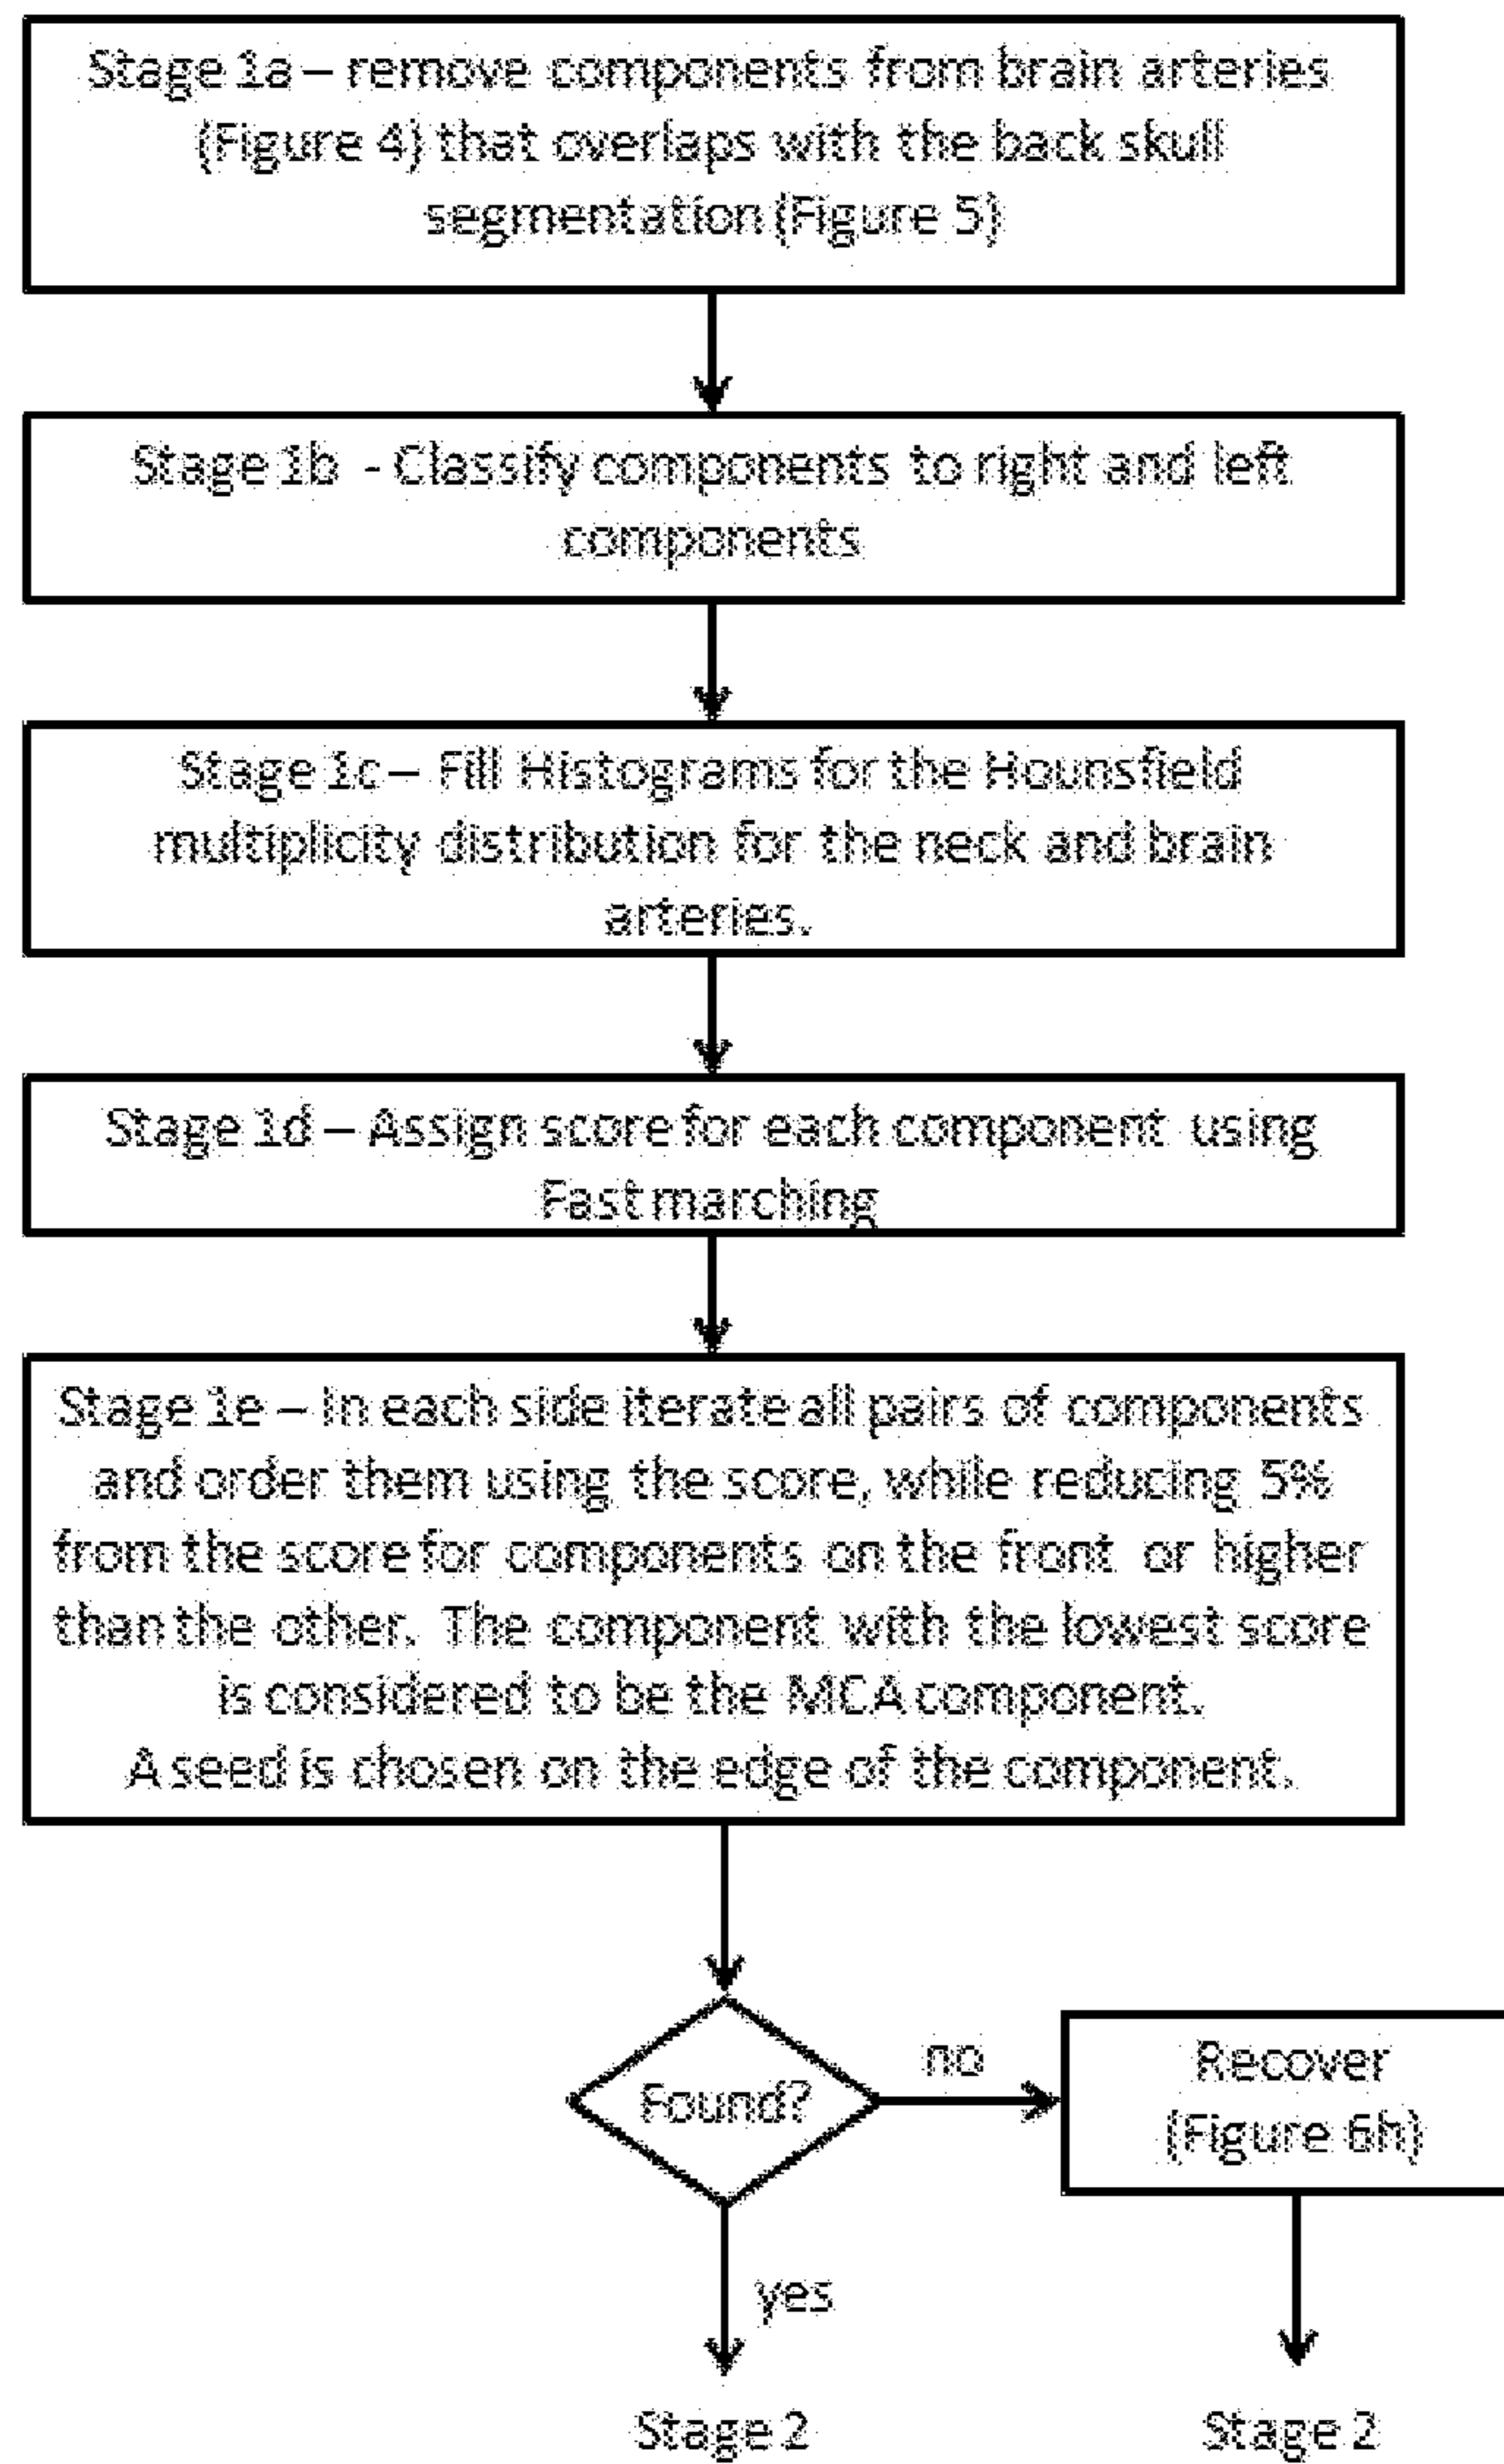 Stage 1a – remove components from brain arteries
(Figure 4) that overlaps with the back skull
segmentation (Figure 5)
Stage 1b - Classify components to right and left
components
Stage 1c – Fill Histograms for the Hounsfield
multiplicity distribution for the neck and brain
arteries.
Stage 1d – Assign score for each component using
Fast marching
Stage 1e – In each side iterate all pairs of components
and order them using the score, while reducing 5%
from the score for components on the front or higher
than the other. The component with the lowest score
is considered to be the MCA component.
A seed is chosen on the edge of the component.
Found?
no
Recover
(Figure 6h)
yes
Stage 2
Stage 2